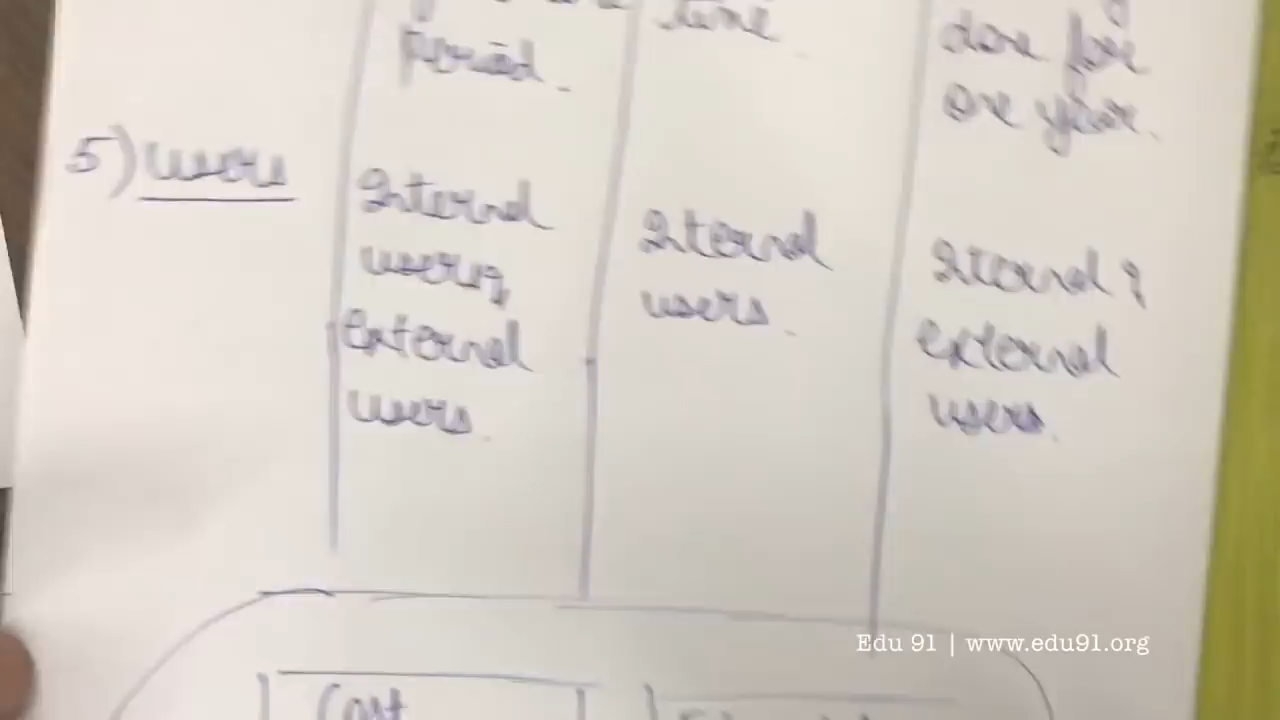 period.
time.
done for
one year.
5) users
Internal
users &
external
users.
Internal
users.
Internal &
external
users.
Cost
Edu 91 | www.edu91.org